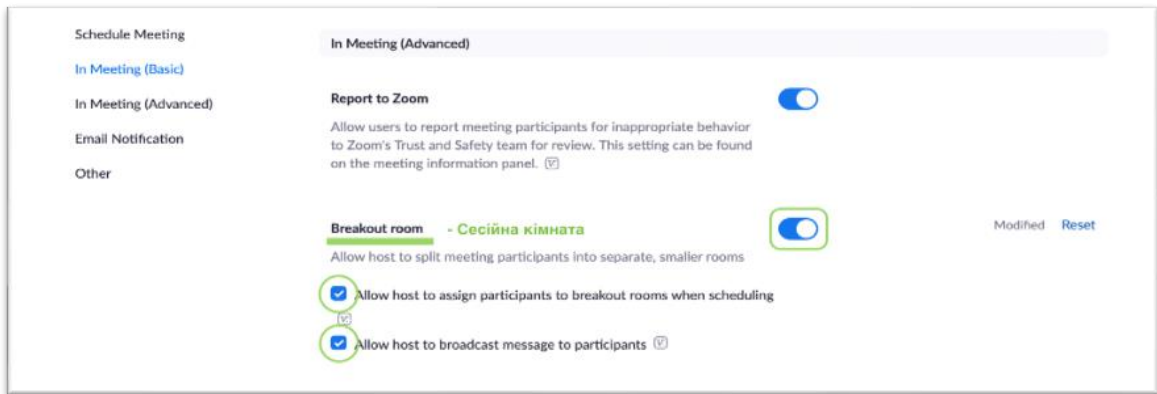 Schedule Meeting
In Meeting (Basic)
In Meeting (Advanced)
Email Notification
Other
In Meeting (Advanced)
Report to Zoom
Allow users to report meeting participants for inappropriate behavior
to Zoom's Trust and Safety team for review. This setting can be found
on the meeting information panel.
Breakout room - Сесійна кімната
Modified Reset
Allow host to split meeting participants into separate, smaller rooms
Allow host to assign participants to breakout rooms when scheduling
Allow host to broadcast message to participants